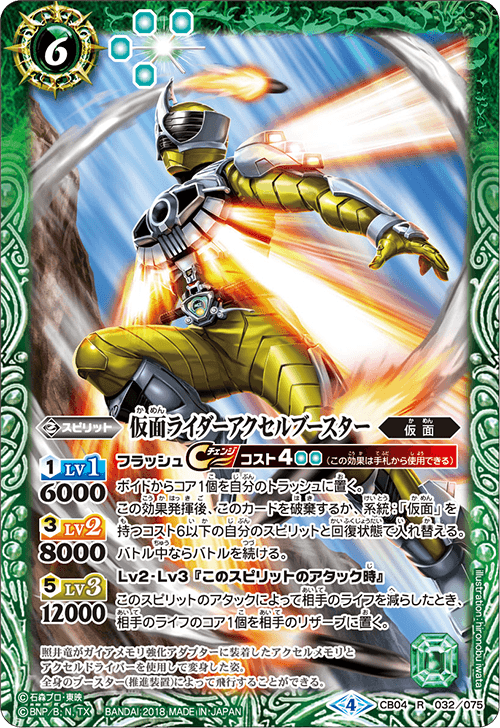 6
スピリット
仮面ライダーアクセルブースター
かめん
仮面
かめん
フラッシュ チェンジ コスト4 (この効果は手札から使用できる)
1 LV1
6000
3 LV2
8000
5 LV3
12000
ボイドからコア1個を自分のトラッシュに置く。
この効果発揮後、このカードを破棄するか、系統:「仮面」を
持つコスト6以下の自分のスピリットと回復状態で入れ替える。
バトル中ならバトルを続ける。
Lv2-Lv3『このスピリットのアタック時』
このスピリットのアタックによって相手のライフを減らしたとき、
相手のライフのコア1個を相手のリザーブに置く。
照井竜がガイアメモリ強化アダプターに装着したアクセルメモリと
アクセルドライバーを使用して変身した姿。
全身のブースター(推進装置)によって飛行することができる。
©石森プロ・東映
©BNP/B, N, TX BANDAI 2018 MADE IN JAPAN
4 CB04 R 032/075
illustration:hironobu iwata